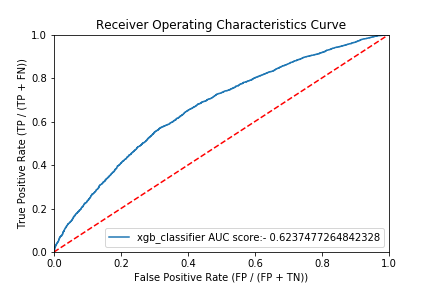 Receiver Operating Characteristics Curve
1.0
0.8
0.6
0.4
0.2
0.0
True Positive Rate (TP / (TP + FN))
xgb_classifier AUC score:- 0.6237477264842328
0.0 0.2 0.4 0.6 0.8 1.0
False Positive Rate (FP / (FP + TN))